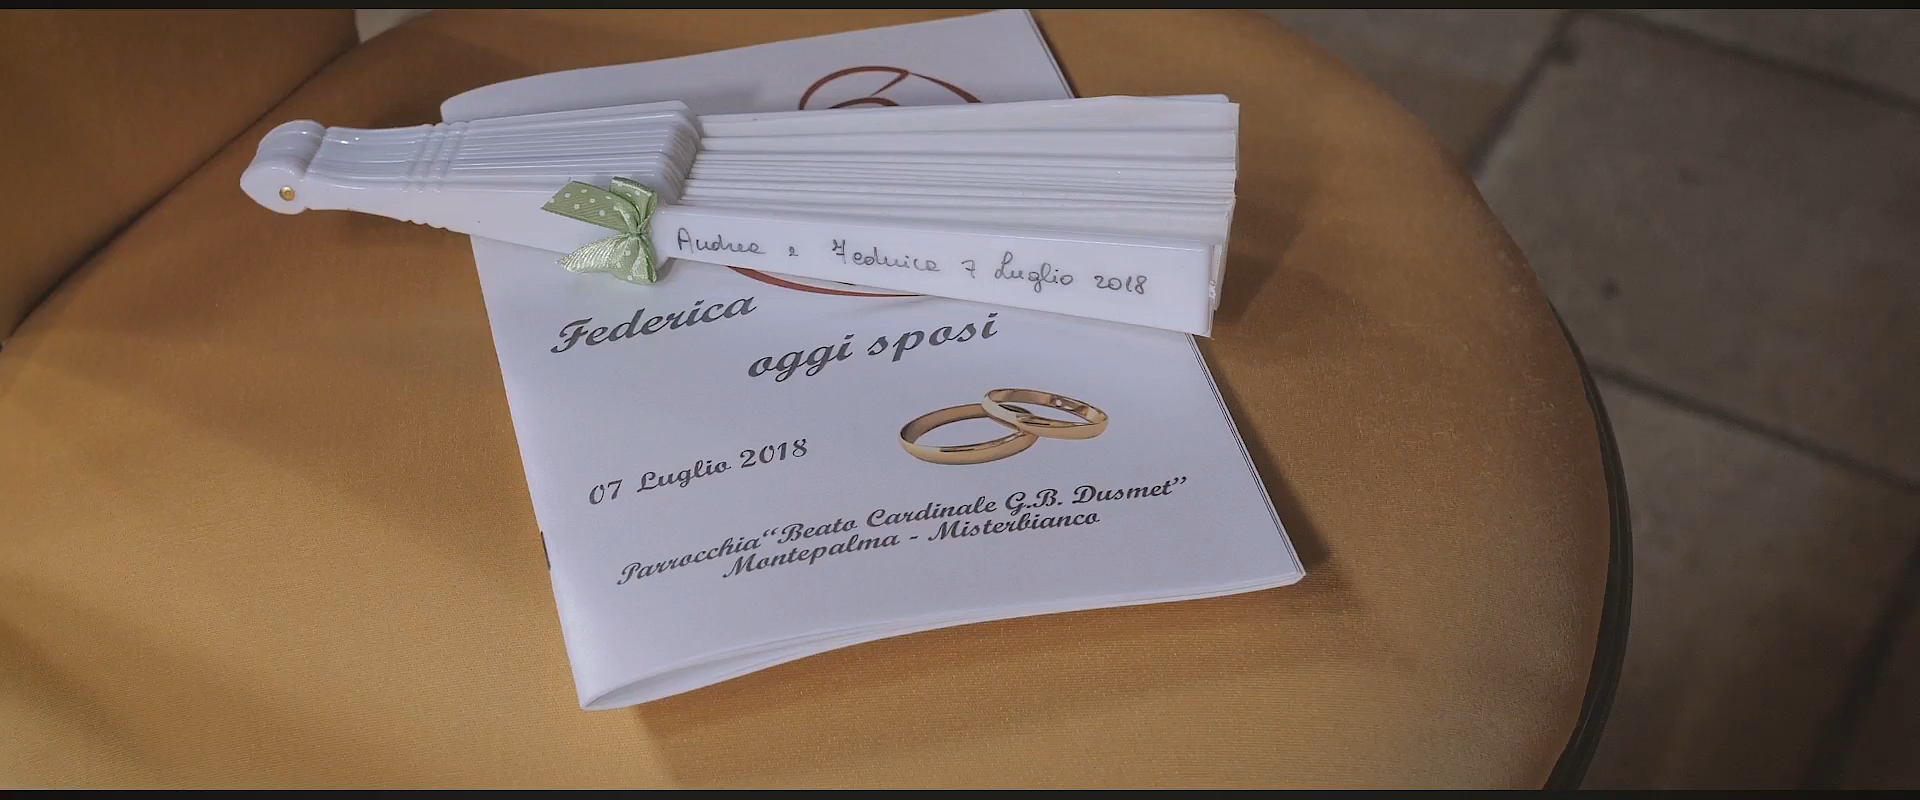 Andrea e Federica 7 Luglio 2018
Federica
oggi sposi
07 Luglio 2018
Parrocchia “Beato Cardinale G.B. Dusmet”
Montepalma - Misterbianco